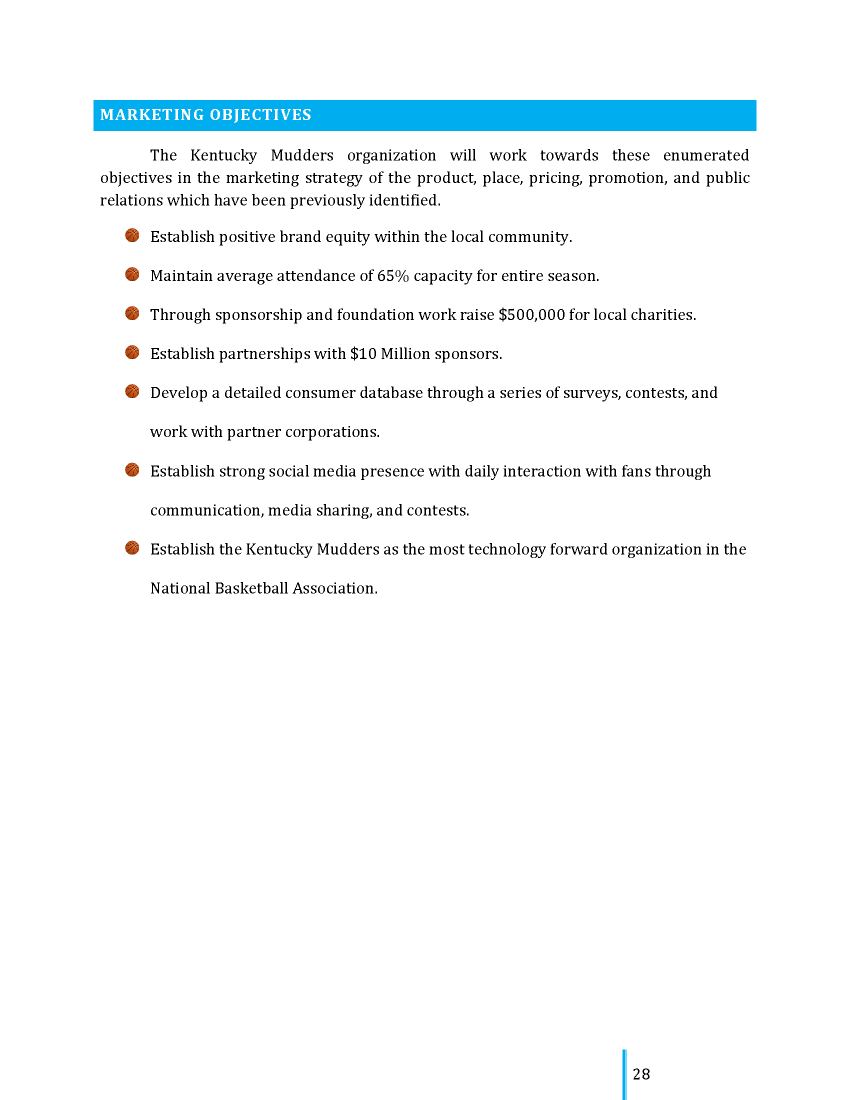 MARKETING OBJECTIVES
The Kentucky Mudders organization will work towards these enumerated
objectives in the marketing strategy of the product, place, pricing, promotion, and public
relations which have been previously identified.
Establish positive brand equity within the local community.
Maintain average attendance of 65% capacity for entire season.
Through sponsorship and foundation work raise $500,000 for local charities.
Establish partnerships with $10 Million sponsors.
Develop a detailed consumer database through a series of surveys, contests, and
work with partner corporations.
Establish strong social media presence with daily interaction with fans through
communication, media sharing, and contests.
Establish the Kentucky Mudders as the most technology forward organization in the
National Basketball Association.
28